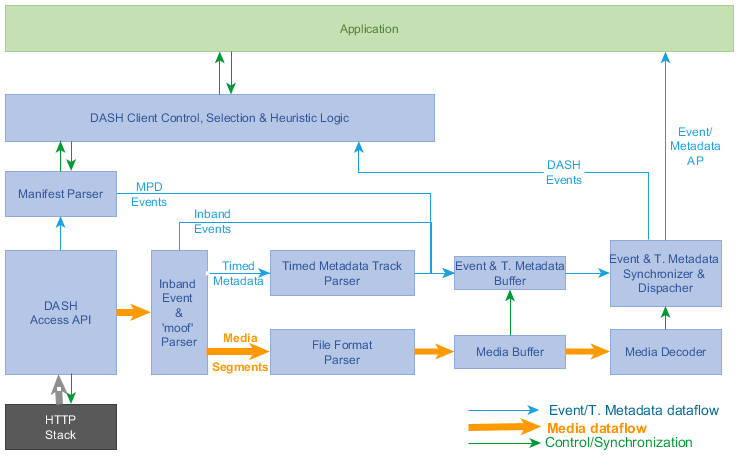 Application
DASH Client Control, Selection & Heuristic Logic
Event/
Metadata
AP
DASH
Events
Manifest Parser
MPD
Events
Inband
Events
DASH
Access API
Inband
Event
&
'moof'
Parser
Timed
Metadata
Timed Metadata Track
Parser
Event & T. Metadata
Buffer
Event & T. Metadata
Synchronizer &
Dispacher
Media
Segments
File Format
Parser
Media Buffer
Media Decoder
HTTP
Stack
Event/T. Metadata dataflow
Media dataflow
Control/Synchronization